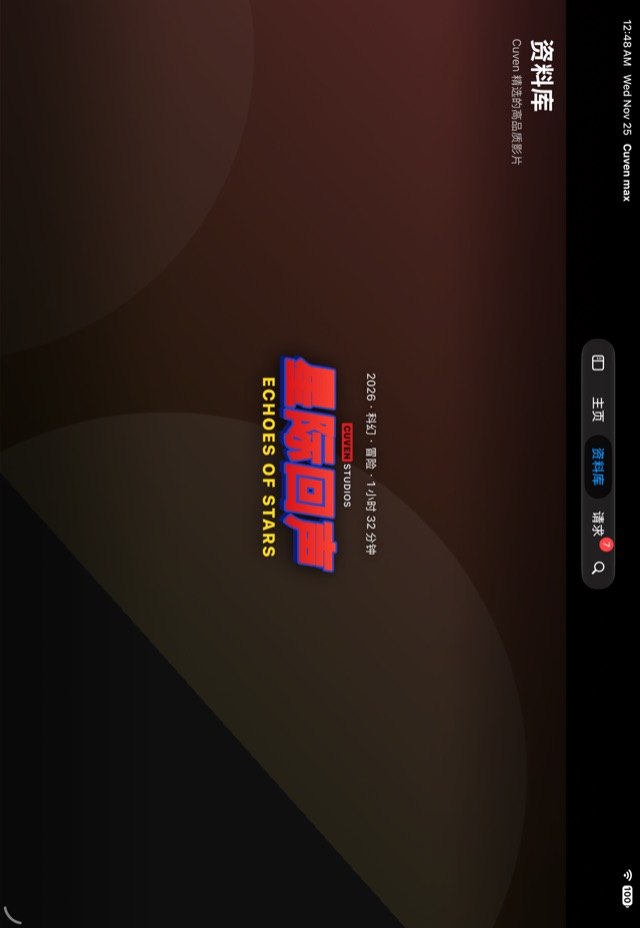 12:48 AM Wed Nov 25 Cuven max 100
主页 资料库 请求 7
资料库
Cuven 精选的高品质影片
2026 · 科幻 · 冒险 · 1 小时 32 分钟
CUVEN STUDIOS
星际回声
ECHOES OF STARS